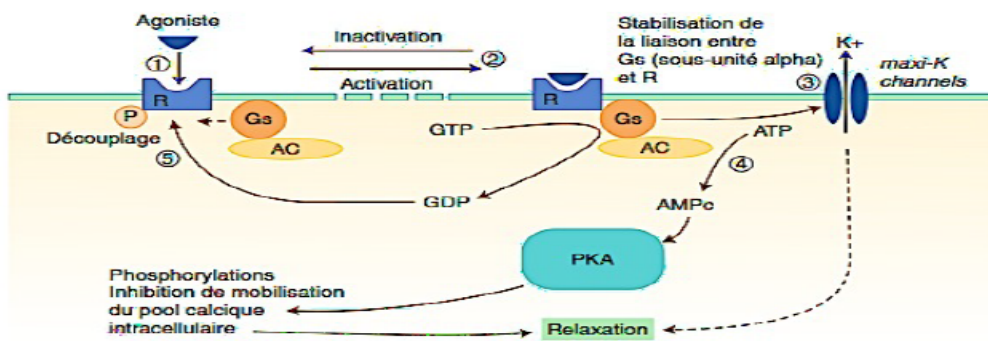 Agoniste
①
R
P
Découplage
Gs
AC
⑤
Inactivation
②
Activation
Stabilisation de
la liaison entre
Gs (sous-unité alpha)
et R
R
Gs
AC
GTP
GDP
③
K+
maxi-K
channels
ATP
④
AMPc
PKA
Phosphorylations
Inhibition de mobilisation
du pool calcique
intracellulaire
Relaxation